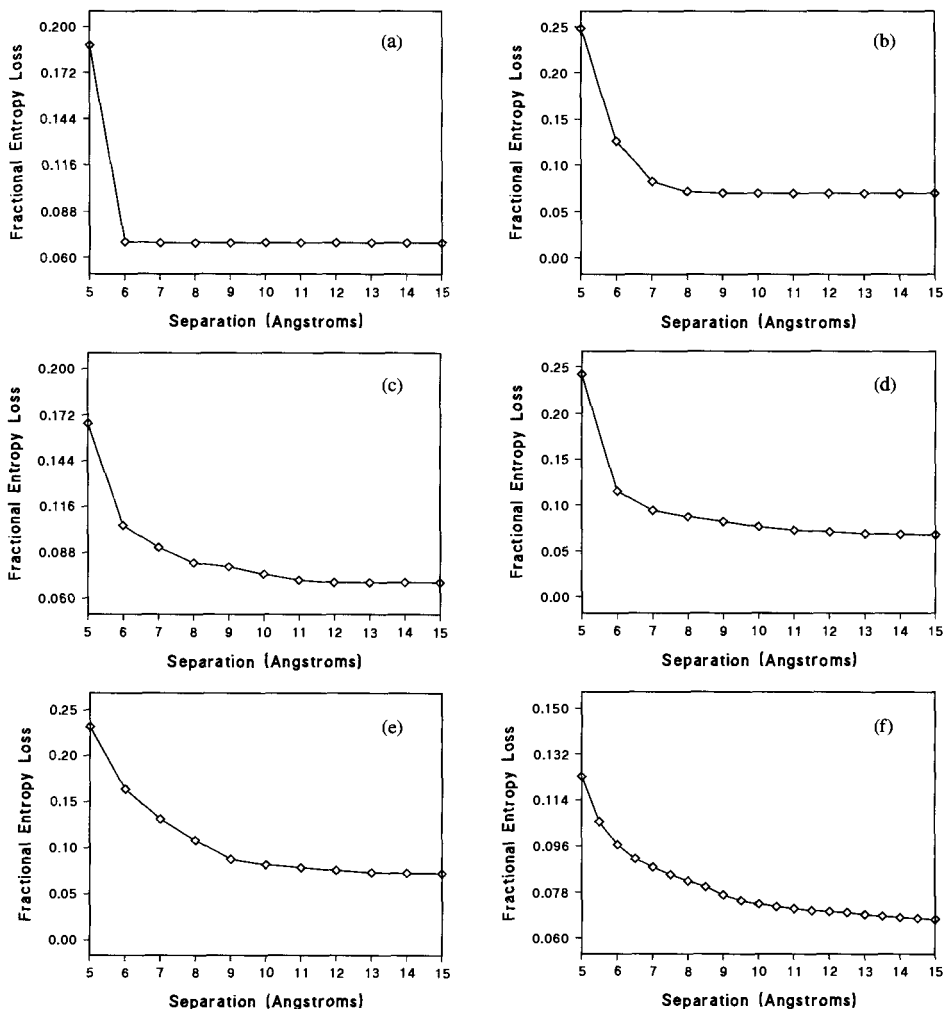 (a)
Fractional Entropy Loss
0.200
0.172
0.144
0.116
0.088
0.060
5 6 7 8 9 10 11 12 13 14 15
Separation (Angstroms)
(b)
Fractional Entropy Loss
0.25
0.20
0.15
0.10
0.05
0.00
5 6 7 8 9 10 11 12 13 14 15
Separation (Angstroms)
(c)
Fractional Entropy Loss
0.200
0.172
0.144
0.116
0.088
0.060
5 6 7 8 9 10 11 12 13 14 15
Separation (Angstroms)
(d)
Fractional Entropy Loss
0.25
0.20
0.15
0.10
0.05
0.00
5 6 7 8 9 10 11 12 13 14 15
Separation (Angstroms)
(e)
Fractional Entropy Loss
0.25
0.20
0.15
0.10
0.05
0.00
5 6 7 8 9 10 11 12 13 14 15
Separation (Angstroms)
(f)
Fractional Entropy Loss
0.150
0.132
0.114
0.096
0.078
0.060
5 6 7 8 9 10 11 12 13 14 15
Separation (Angstroms)